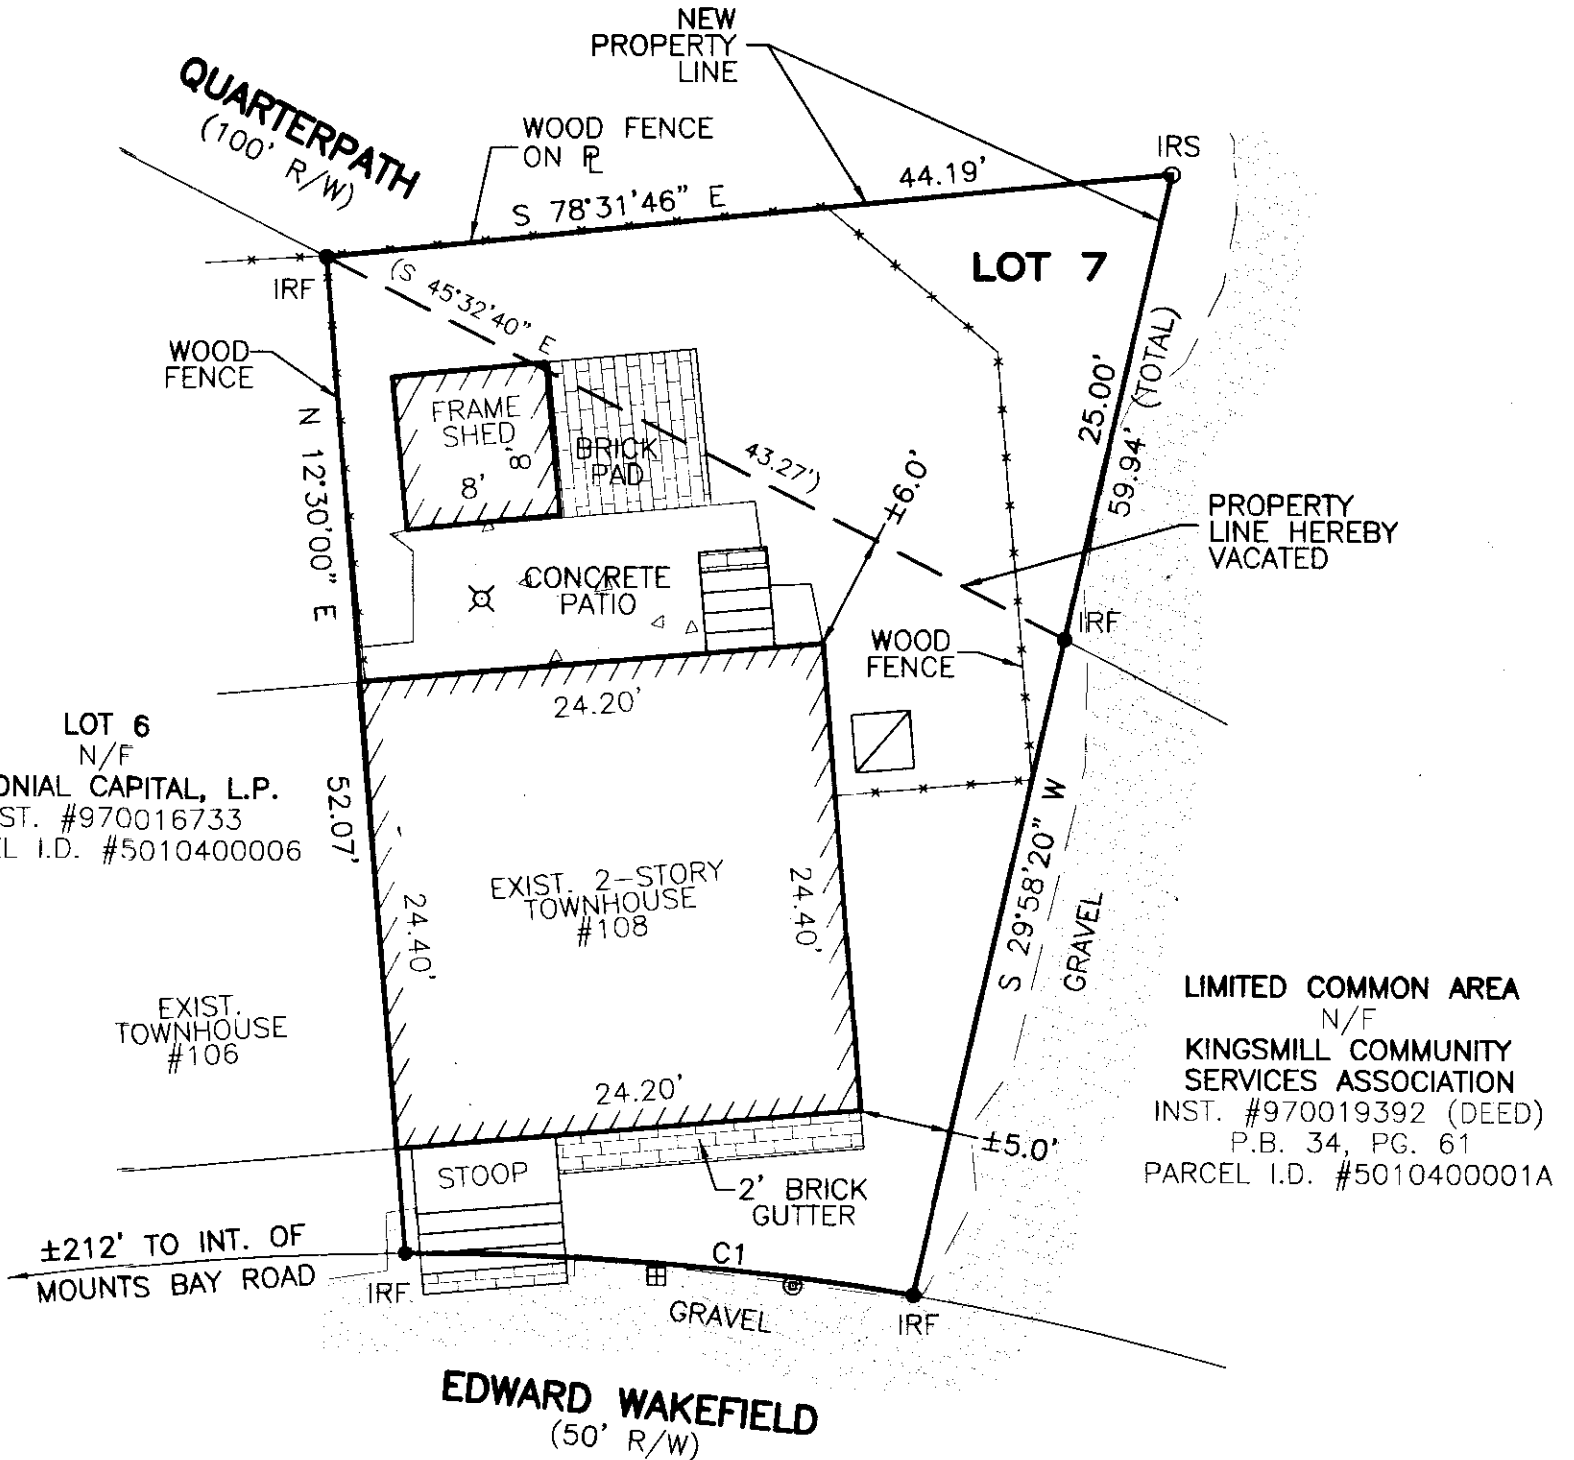 NEW
PROPERTY
LINE
QUARTERPATH
(100' R/W)
WOOD FENCE
ON PL
IRS
44.19'
S 78°31'46" E
LOT 7
IRF
(S 45°32'40" E
43.27')
WOOD
FENCE
N 12°30'00" E
52.07'
FRAME
SHED
8'
8'
BRICK
PAD
±6.0'
25.00'
59.94' (TOTAL)
PROPERTY
LINE HEREBY
VACATED
CONCRETE
PATIO
IRF
WOOD
FENCE
24.20'
LOT 6
N/F
ONIAL CAPITAL, L.P.
ST. #970016733
EL I.D. #5010400006
EXIST. 2-STORY
TOWNHOUSE
#108
24.40'
24.40'
S 29°58'20" W
GRAVEL
EXIST.
TOWNHOUSE
#106
24.20'
LIMITED COMMON AREA
N/F
KINGSMILL COMMUNITY
SERVICES ASSOCIATION
INST. #970019392 (DEED)
P.B. 34, PG. 61
PARCEL I.D. #5010400001A
±5.0'
STOOP
2' BRICK
GUTTER
±212' TO INT. OF
MOUNTS BAY ROAD
C1
IRF
GRAVEL
IRF
EDWARD WAKEFIELD
(50' R/W)